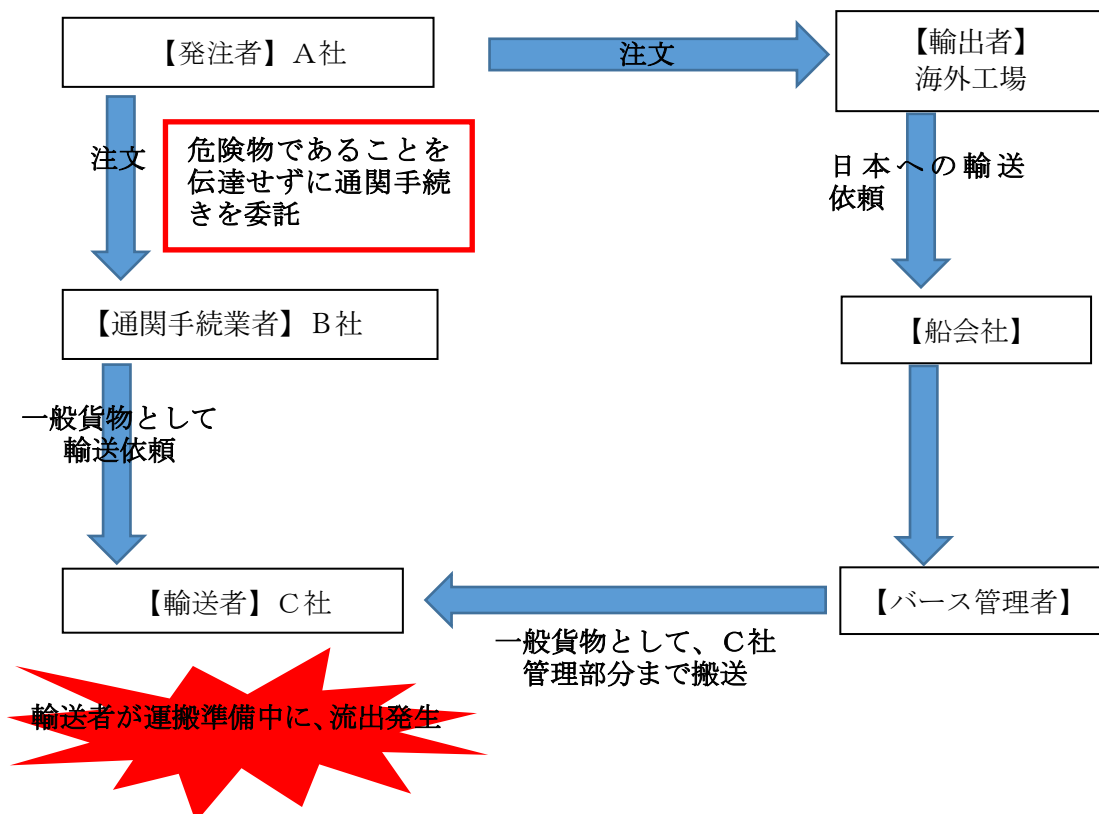 【発注者】Ａ社
注文
【輸出者】
海外工場
注文
危険物であることを
伝達せずに通関手続
きを委託
日本への輸送
依頼
【通関手続業者】Ｂ社
【船会社】
一般貨物として
輸送依頼
【輸送者】Ｃ社
【バース管理者】
一般貨物として、Ｃ社
管理部分まで搬送
輸送者が運搬準備中に、流出発生